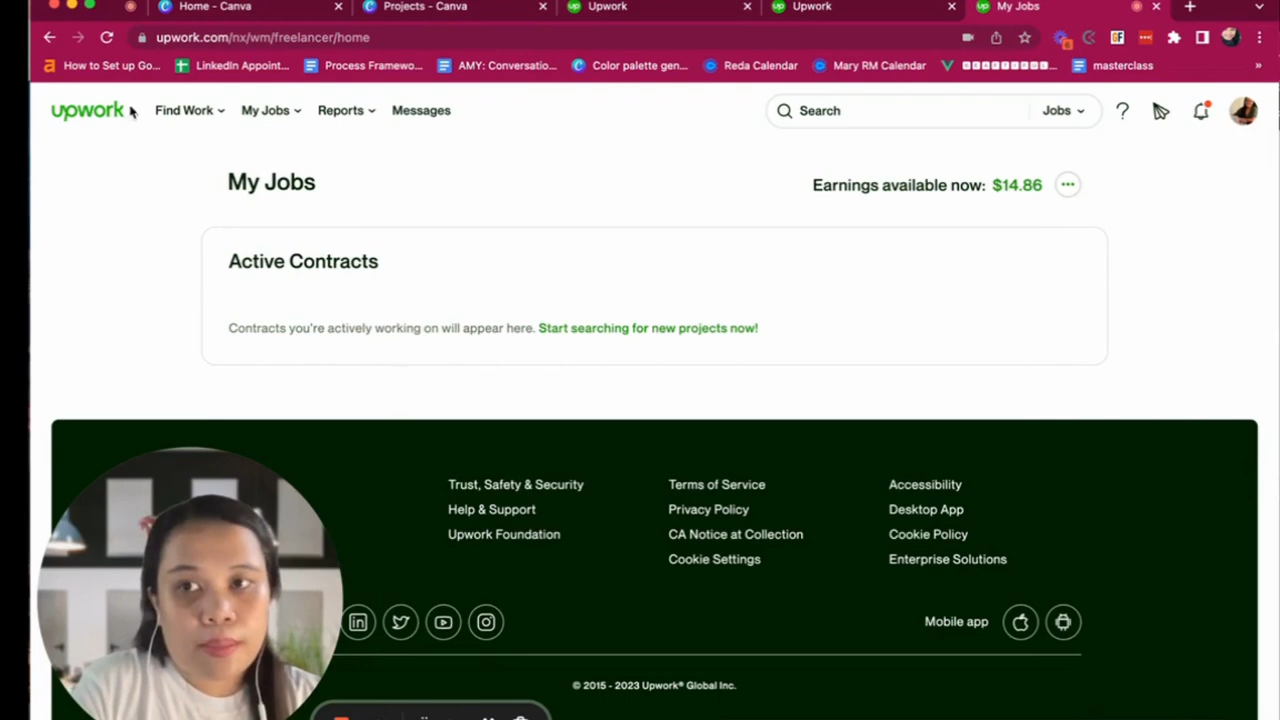 Home - Canva
Projects - Canva
Upwork
Upwork
My Jobs
upwork.com/nx/wm/freelancer/home
How to Set up Go...
LinkedIn Appoint...
Process Framewo...
AMY: Conversatio...
Color palette gen...
Reda Calendar
Mary RM Calendar
masterclass
»
upwork
Find Work
My Jobs
Reports
Messages
Search
Jobs
My Jobs
Earnings available now: $14.86
Active Contracts
Contracts you're actively working on will appear here. Start searching for new projects now!
Trust, Safety & Security
Help & Support
Upwork Foundation
Terms of Service
Privacy Policy
CA Notice at Collection
Cookie Settings
Accessibility
Desktop App
Cookie Policy
Enterprise Solutions
Mobile app
© 2015 - 2023 Upwork® Global Inc.